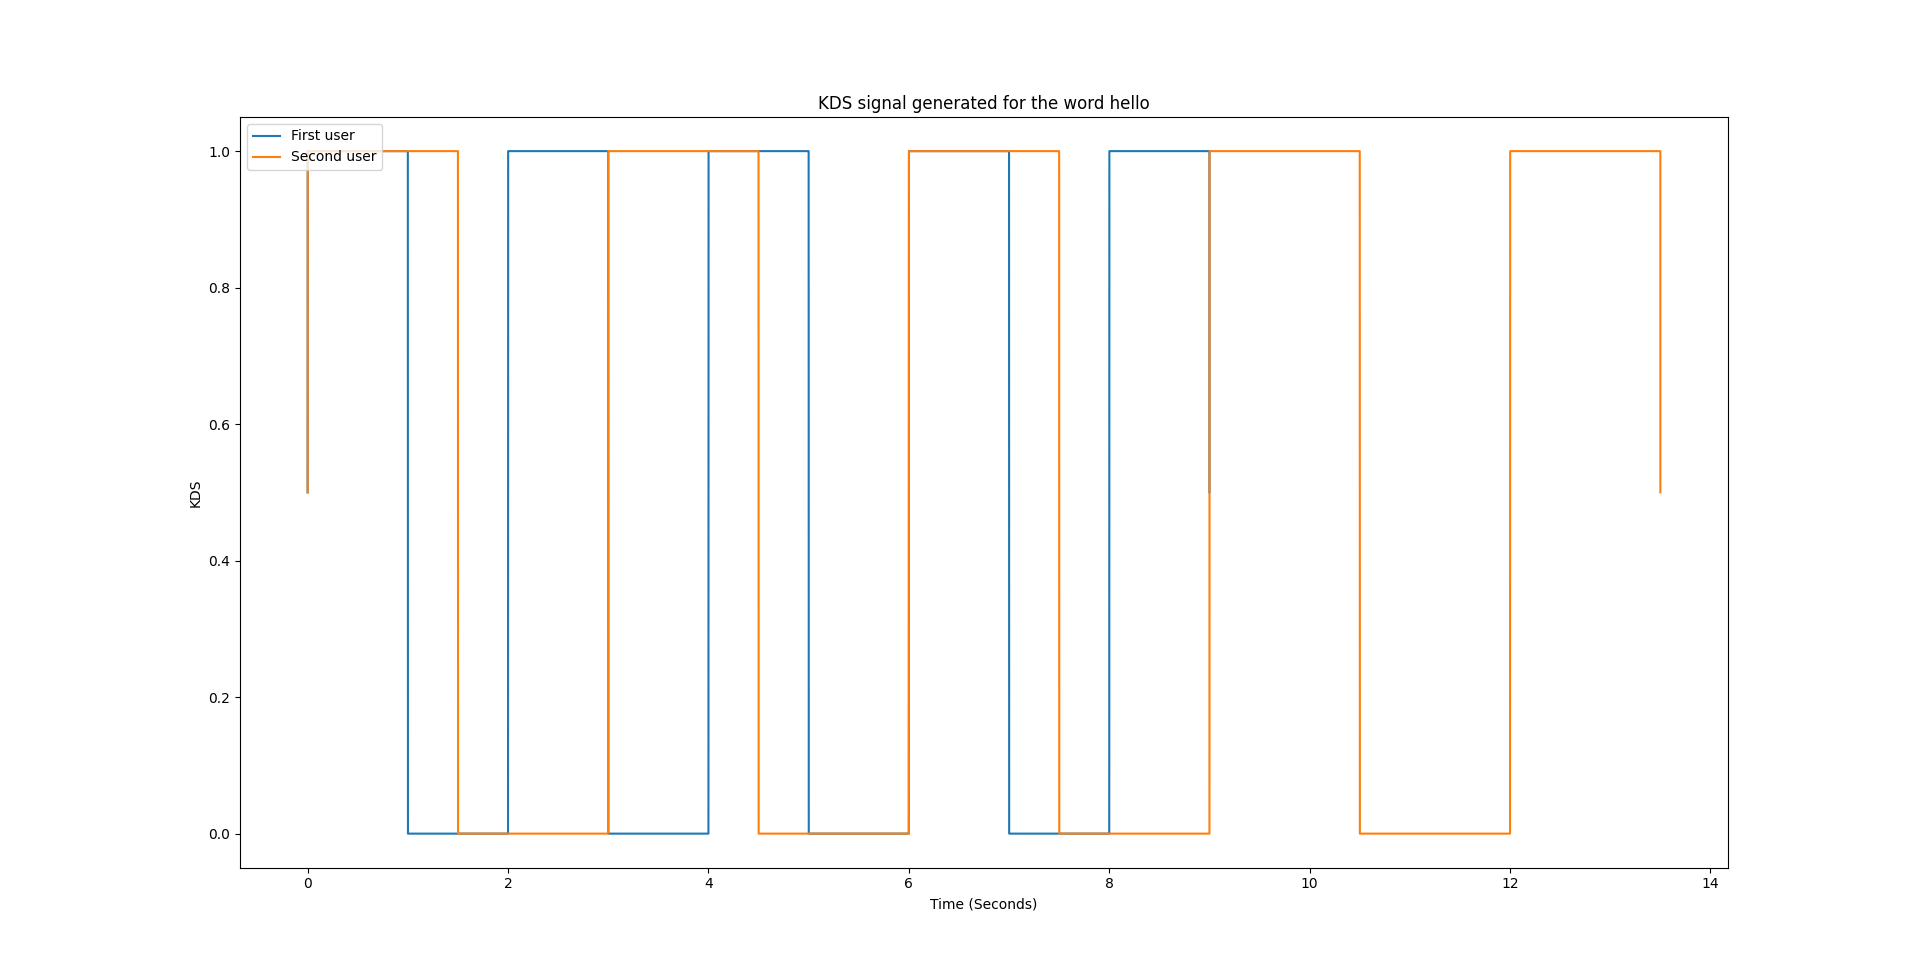 KDS signal generated for the word hello
First user
Second user
1.0
0.8
0.6
0.4
0.2
0.0
KDS
0 2 4 6 8 10 12 14
Time (Seconds)